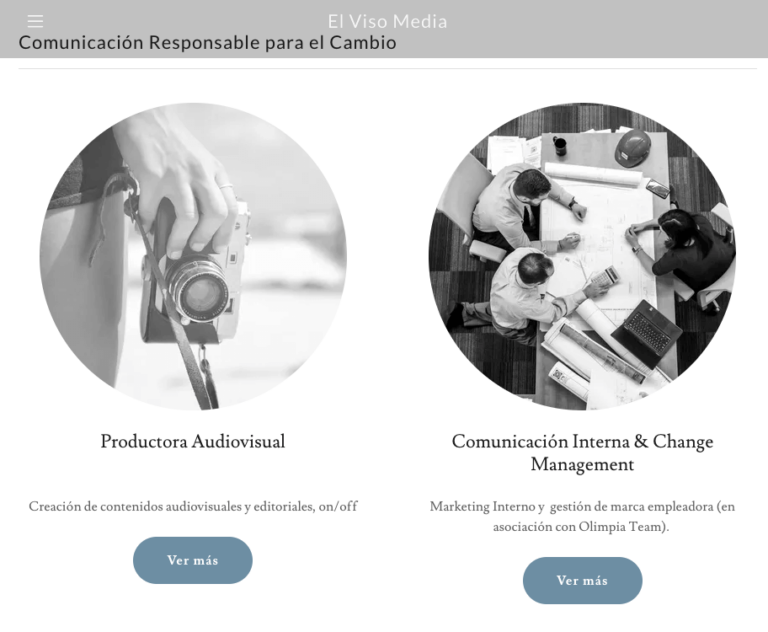 El Viso Media
Comunicación Responsable para el Cambio
Productora Audiovisual
Creación de contenidos audiovisuales y editoriales, on/off
Ver más
Comunicación Interna & Change
Management
Marketing Interno y gestión de marca empleadora (en
asociación con Olimpia Team).
Ver más